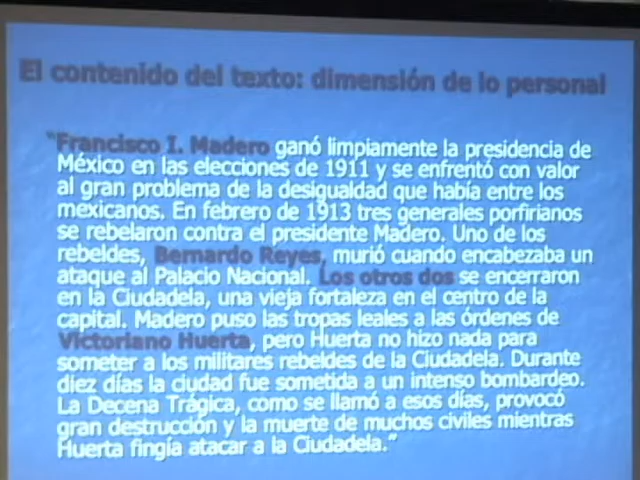 El contenido del texto: dimensión de lo personal
"Francisco I. Madero ganó limpiamente la presidencia de
México en las elecciones de 1911 y se enfrentó con valor
al gran problema de la desigualdad que había entre los
mexicanos. En febrero de 1913 tres generales porfirianos
se rebelaron contra el presidente Madero. Uno de los
rebeldes, Bernardo Reyes, murió cuando encabezaba un
ataque al Palacio Nacional. Los otros dos se encerraron
en la Ciudadela, una vieja fortaleza en el centro de la
capital. Madero puso las tropas leales a las órdenes de
Victoriano Huerta, pero Huerta no hizo nada para
someter a los militares rebeldes de la Ciudadela. Durante
diez días la ciudad fue sometida a un intenso bombardeo.
La Decena Trágica, como se llamó a esos días, provocó
gran destrucción y la muerte de muchos civiles mientras
Huerta fingía atacar a la Ciudadela."